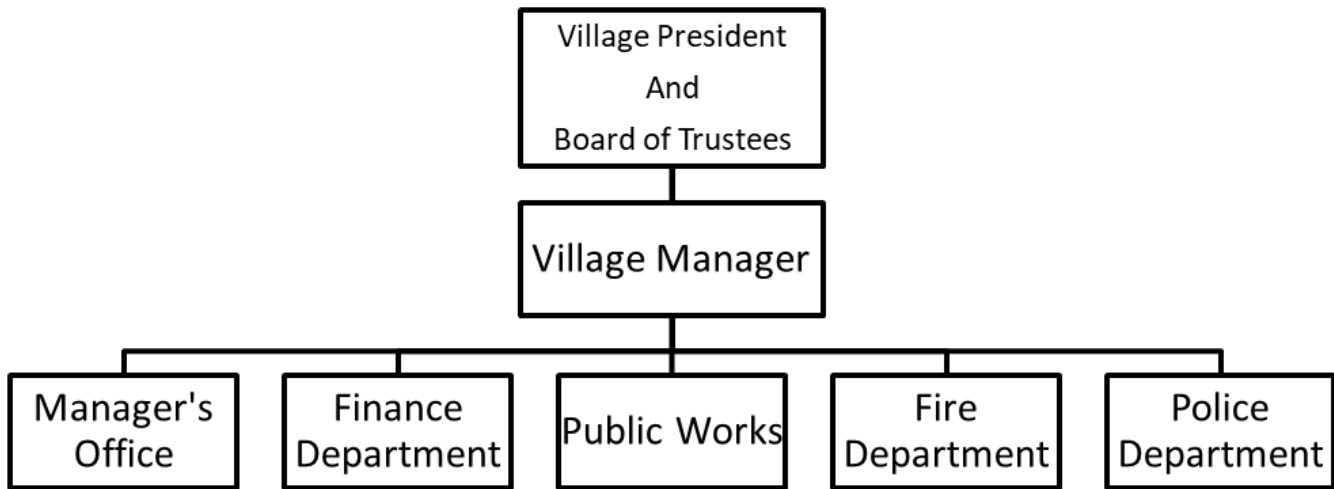 Village President
And
Board of Trustees
Village Manager
Manager's
Office
Finance
Department
Public Works
Fire
Department
Police
Department